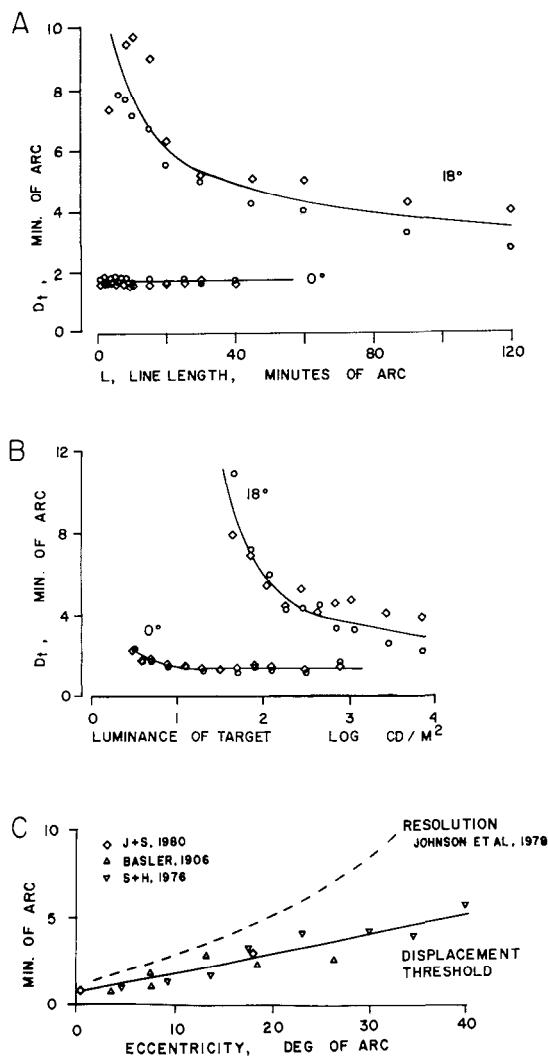 A
10
8
6
4
2
0
Dt, MIN. OF ARC
18°
0°
0 40 80 120
L, LINE LENGTH, MINUTES OF ARC
B
12
8
4
0
Dt, MIN. OF ARC
18°
0°
0 1 2 3 4
LUMINANCE OF TARGET LOG CD/M2
C
10
5
0
MIN. OF ARC
J+S, 1980
BASLER, 1906
S+H, 1976
RESOLUTION
JOHNSON ET AL, 1979
DISPLACEMENT
THRESHOLD
0 10 20 30 40
ECCENTRICITY, DEG OF ARC